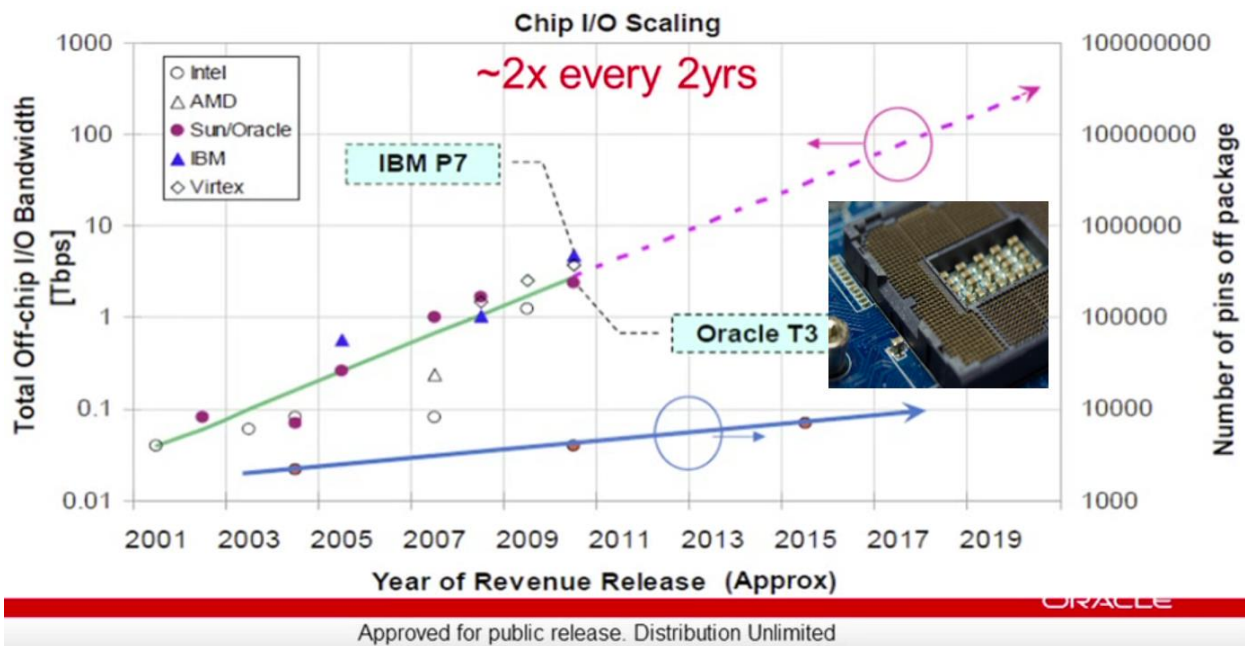 Chip I/O Scaling
~2x every 2yrs
1000
100
10
1
0.1
0.01
Total Off-chip I/O Bandwidth
[Tbps]
Intel
AMD
Sun/Oracle
IBM
Virtex
IBM P7
Oracle T3
100000000
10000000
1000000
100000
10000
1000
Number of pins off package
2001 2003 2005 2007 2009 2011 2013 2015 2017 2019
Year of Revenue Release (Approx)
ORACLE
Approved for public release. Distribution Unlimited